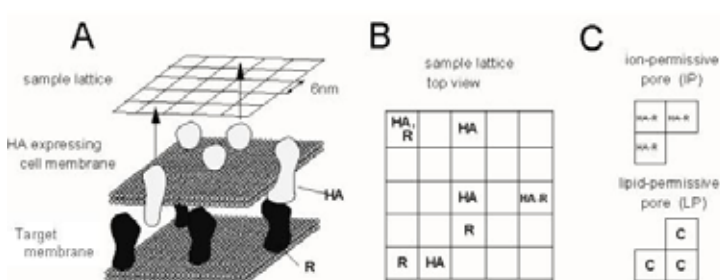 A
sample lattice
6nm
HA expressing
cell membrane
HA
Target
membrane
R
B
sample lattice
top view
HA,
R
HA
HA
HA-R
R
R
HA
C
ion-permissive
pore (IP)
HA-R
HA-R
HA-R
lipid-permissive
pore (LP)
C
C
C